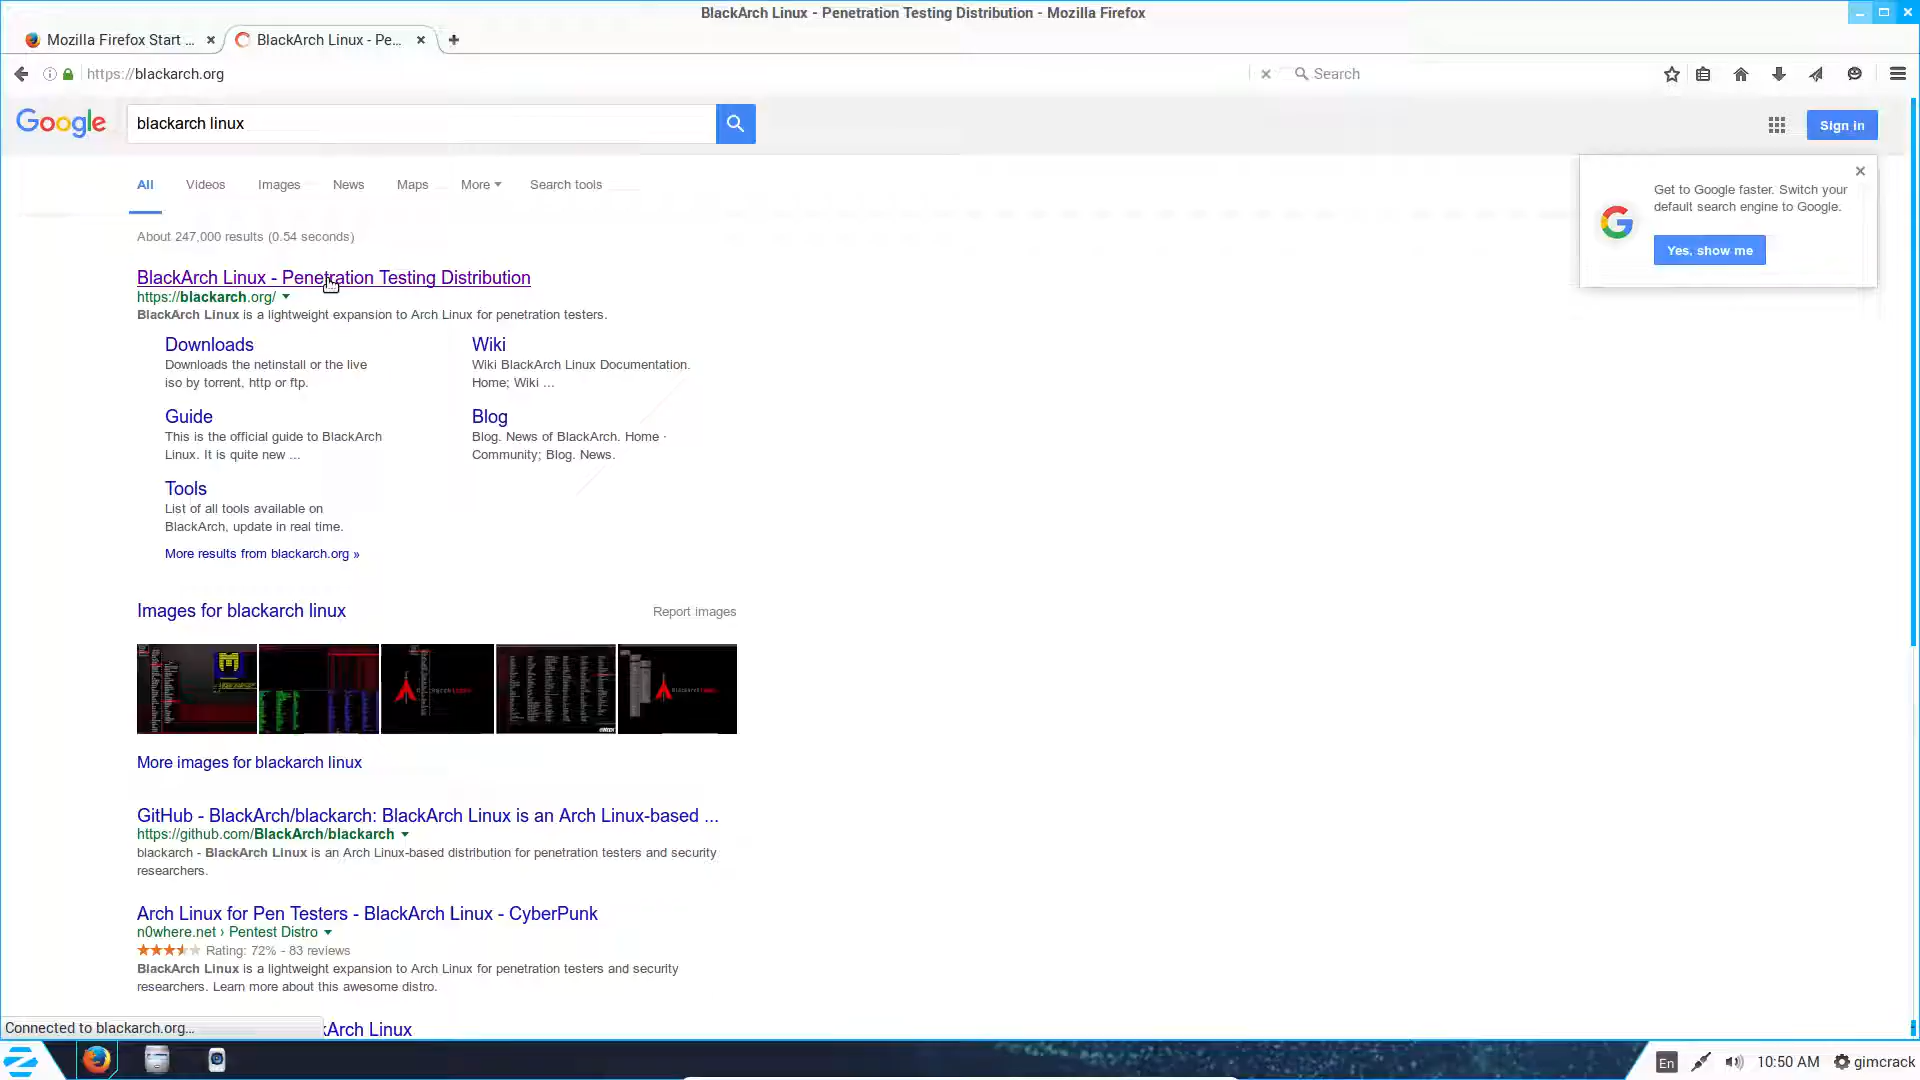 BlackArch Linux - Penetration Testing Distribution - Mozilla Firefox
Mozilla Firefox Start ...
BlackArch Linux - Pe...
https://blackarch.org
Search
Google
blackarch linux
Sign in
All
Videos
Images
News
Maps
More
Search tools
Get to Google faster. Switch your
default search engine to Google.
Yes, show me
About 247,000 results (0.54 seconds)
BlackArch Linux - Penetration Testing Distribution
https://blackarch.org/
BlackArch Linux is a lightweight expansion to Arch Linux for penetration testers.
Downloads
Downloads the netinstall or the live
iso by torrent, http or ftp.
Wiki
Wiki BlackArch Linux Documentation.
Home; Wiki ...
Guide
This is the official guide to BlackArch
Linux. It is quite new ...
Blog
Blog. News of BlackArch. Home ·
Community; Blog. News.
Tools
List of all tools available on
BlackArch, update in real time.
More results from blackarch.org »
Images for blackarch linux
Report images
More images for blackarch linux
GitHub - BlackArch/blackarch: BlackArch Linux is an Arch Linux-based ...
https://github.com/BlackArch/blackarch
blackarch - BlackArch Linux is an Arch Linux-based distribution for penetration testers and security
researchers.
Arch Linux for Pen Testers - BlackArch Linux - CyberPunk
n0where.net › Pentest Distro
Rating: 72% - 83 reviews
BlackArch Linux is a lightweight expansion to Arch Linux for penetration testers and security
researchers. Learn more about this awesome distro.
Connected to blackarch.org...
Arch Linux
En
10:50 AM
gimcrack